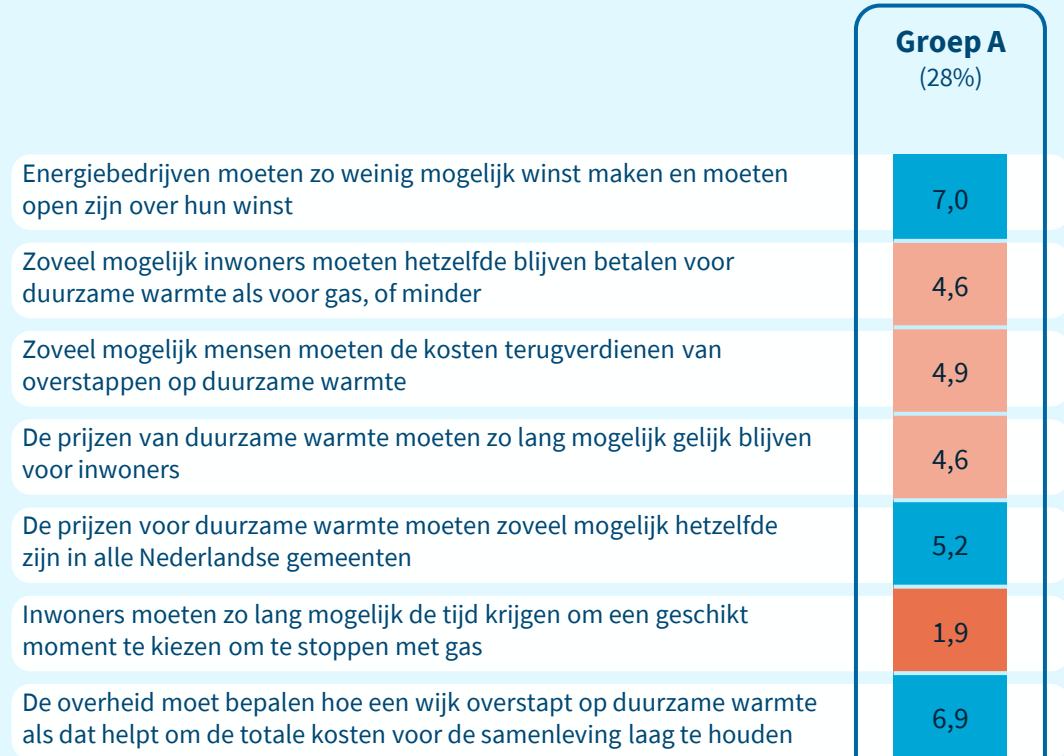 Groep A
(28%)
Energiebedrijven moeten zo weinig mogelijk winst maken en moeten
open zijn over hun winst
7,0
Zoveel mogelijk inwoners moeten hetzelfde blijven betalen voor
duurzame warmte als voor gas, of minder
4,6
Zoveel mogelijk mensen moeten de kosten terugverdienen van
overstappen op duurzame warmte
4,9
De prijzen van duurzame warmte moeten zo lang mogelijk gelijk blijven
voor inwoners
4,6
De prijzen voor duurzame warmte moeten zoveel mogelijk hetzelfde
zijn in alle Nederlandse gemeenten
5,2
Inwoners moeten zo lang mogelijk de tijd krijgen om een geschikt
moment te kiezen om te stoppen met gas
1,9
De overheid moet bepalen hoe een wijk overstapt op duurzame warmte
als dat helpt om de totale kosten voor de samenleving laag te houden
6,9